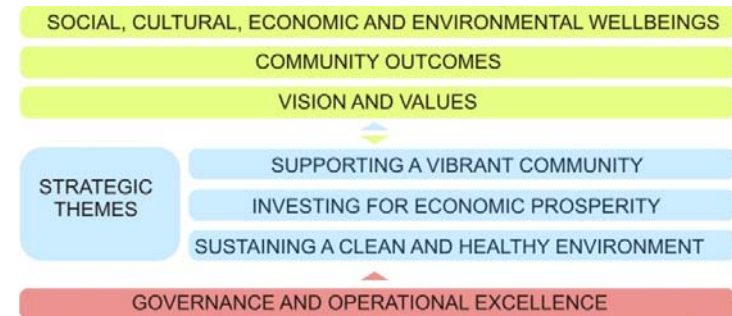 SOCIAL, CULTURAL, ECONOMIC AND ENVIRONMENTAL WELLBEINGS
COMMUNITY OUTCOMES
VISION AND VALUES
STRATEGIC
THEMES
SUPPORTING A VIBRANT COMMUNITY
INVESTING FOR ECONOMIC PROSPERITY
SUSTAINING A CLEAN AND HEALTHY ENVIRONMENT
GOVERNANCE AND OPERATIONAL EXCELLENCE